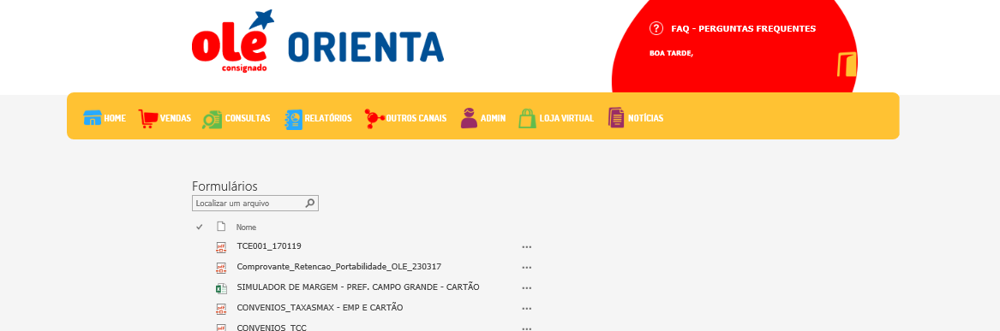 olé
consignado
ORIENTA
FAQ - PERGUNTAS FREQUENTES
BOA TARDE,
HOME VENDAS CONSULTAS RELATÓRIOS OUTROS CANAIS ADMIN LOJA VIRTUAL NOTÍCIAS
Formulários
Localizar um arquivo
Nome
TCE001_170119
Comprovante_Retencao_Portabilidade_OLE_230317
SIMULADOR DE MARGEM - PREF. CAMPO GRANDE - CARTÃO
CONVENIOS_TAXASMAX - EMP E CARTÃO
CONVENIOS_TCC